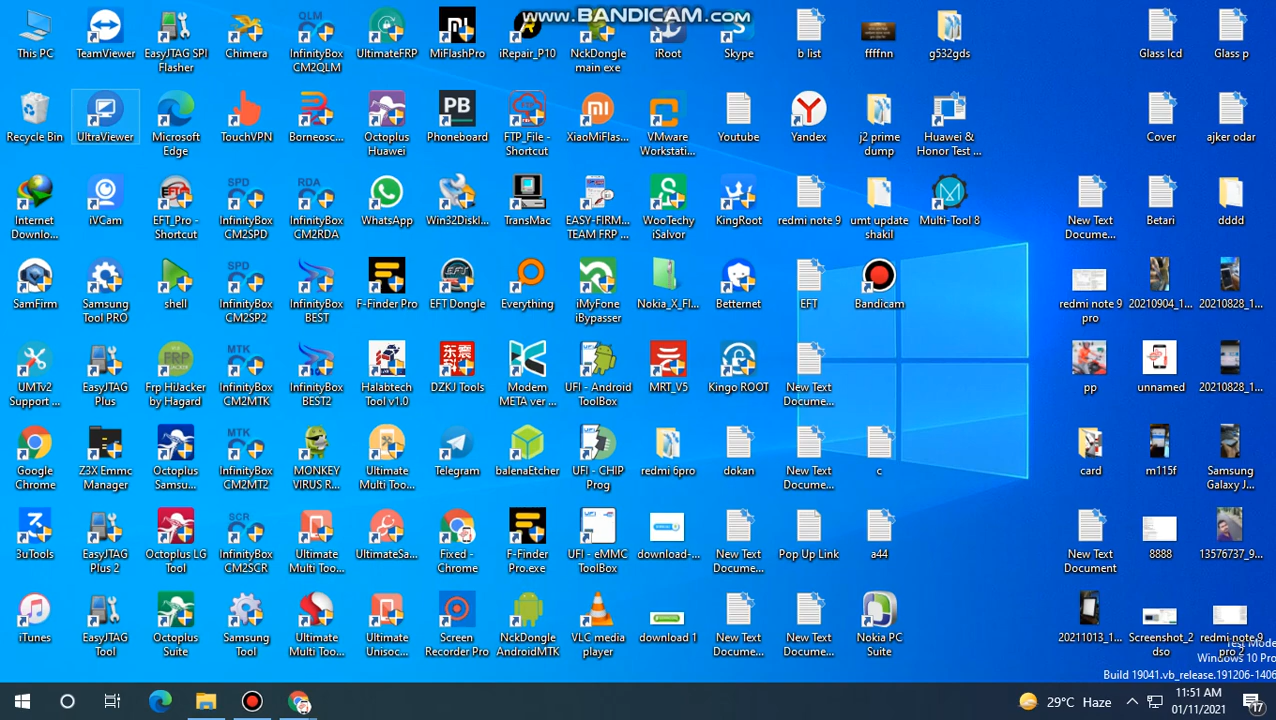 www.BANDICAM.com
This PC
TeamViewer
EasyJTAG SPI
Flasher
Chimera
InfinityBox
CM2QLM
UltimateFRP
MiFlashPro
iRepair_P10
NckDongle
main exe
iRoot
Skype
b list
ffffnn
g532gds
Glass lcd
Glass p
Recycle Bin
UltraViewer
Microsoft
Edge
TouchVPN
Borneosc...
Octoplus
Huawei
Phoneboard
FTP_File -
Shortcut
XiaoMiFlas...
VMware
Workstati...
Youtube
Yandex
j2 prime
dump
Huawei &
Honor Test ...
Cover
ajker odar
Internet
Downlo...
iVCam
EFT_Pro -
Shortcut
InfinityBox
CM2SPD
InfinityBox
CM2RDA
WhatsApp
Win32DiskI...
TransMac
EASY-FIRM...
TEAM FRP ...
WooTechy
iSalvor
KingRoot
redmi note 9
umt update
shakil
Multi-Tool 8
New Text
Docume...
Betari
dddd
SamFirm
Samsung
Tool PRO
shell
InfinityBox
CM2SP2
InfinityBox
BEST
F-Finder Pro
EFT Dongle
Everything
iMyFone
iBypasser
Nokia_X_Fl...
Betternet
EFT
Bandicam
redmi note 9
pro
20210904_1...
20210828_1...
UMTv2
Support ...
EasyJTAG
Plus
Frp HiJacker
by Hagard
InfinityBox
CM2MTK
InfinityBox
BEST2
Halabtech
Tool v1.0
DZKJ Tools
Modem
META ver ...
UFI - Android
ToolBox
MRT_V5
Kingo ROOT
New Text
Docume...
pp
unnamed
20210828_1...
Google
Chrome
Z3X Emmc
Manager
Octoplus
Samsu...
InfinityBox
CM2MT2
MONKEY
VIRUS R...
Ultimate
Multi Too...
Telegram
balenaEtcher
UFI - CHIP
Prog
redmi 6pro
dokan
New Text
Docume...
c
card
m115f
Samsung
Galaxy J...
3uTools
EasyJTAG
Plus 2
Octoplus LG
Tool
InfinityBox
CM2SCR
Ultimate
Multi Too...
UltimateSa...
Fixed -
Chrome
F-Finder
Pro.exe
UFI - eMMC
ToolBox
download-...
New Text
Docume...
Pop Up Link
a44
New Text
Document
8888
13576737_9...
iTunes
EasyJTAG
Tool
Octoplus
Suite
Samsung
Tool
Ultimate
Multi Too...
Ultimate
Unisoc...
Screen
Recorder Pro
NckDongle
AndroidMTK
VLC media
player
download 1
New Text
Docume...
New Text
Docume...
Nokia PC
Suite
20211013_1...
Screenshot_2
dso
redmi note 9
pro 2
Test Mode
Windows 10 Pro
Build 19041.vb_release.191206-1406
29°C Haze
11:51 AM
01/11/2021
17